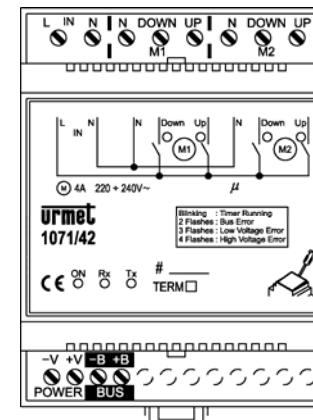 L IN N N DOWN UP N DOWN UP
M1 M2
L N N Down Up N Down Up
IN M1 M2
M 4A 220 ÷ 240V~ µ
urmet
1071/42
Blinking : Timer Running
2 Flashes : Bus Error
3 Flashes : Low Voltage Error
4 Flashes : High Voltage Error
CE ON Rx Tx # TERM
-V +V -B +B
POWER BUS